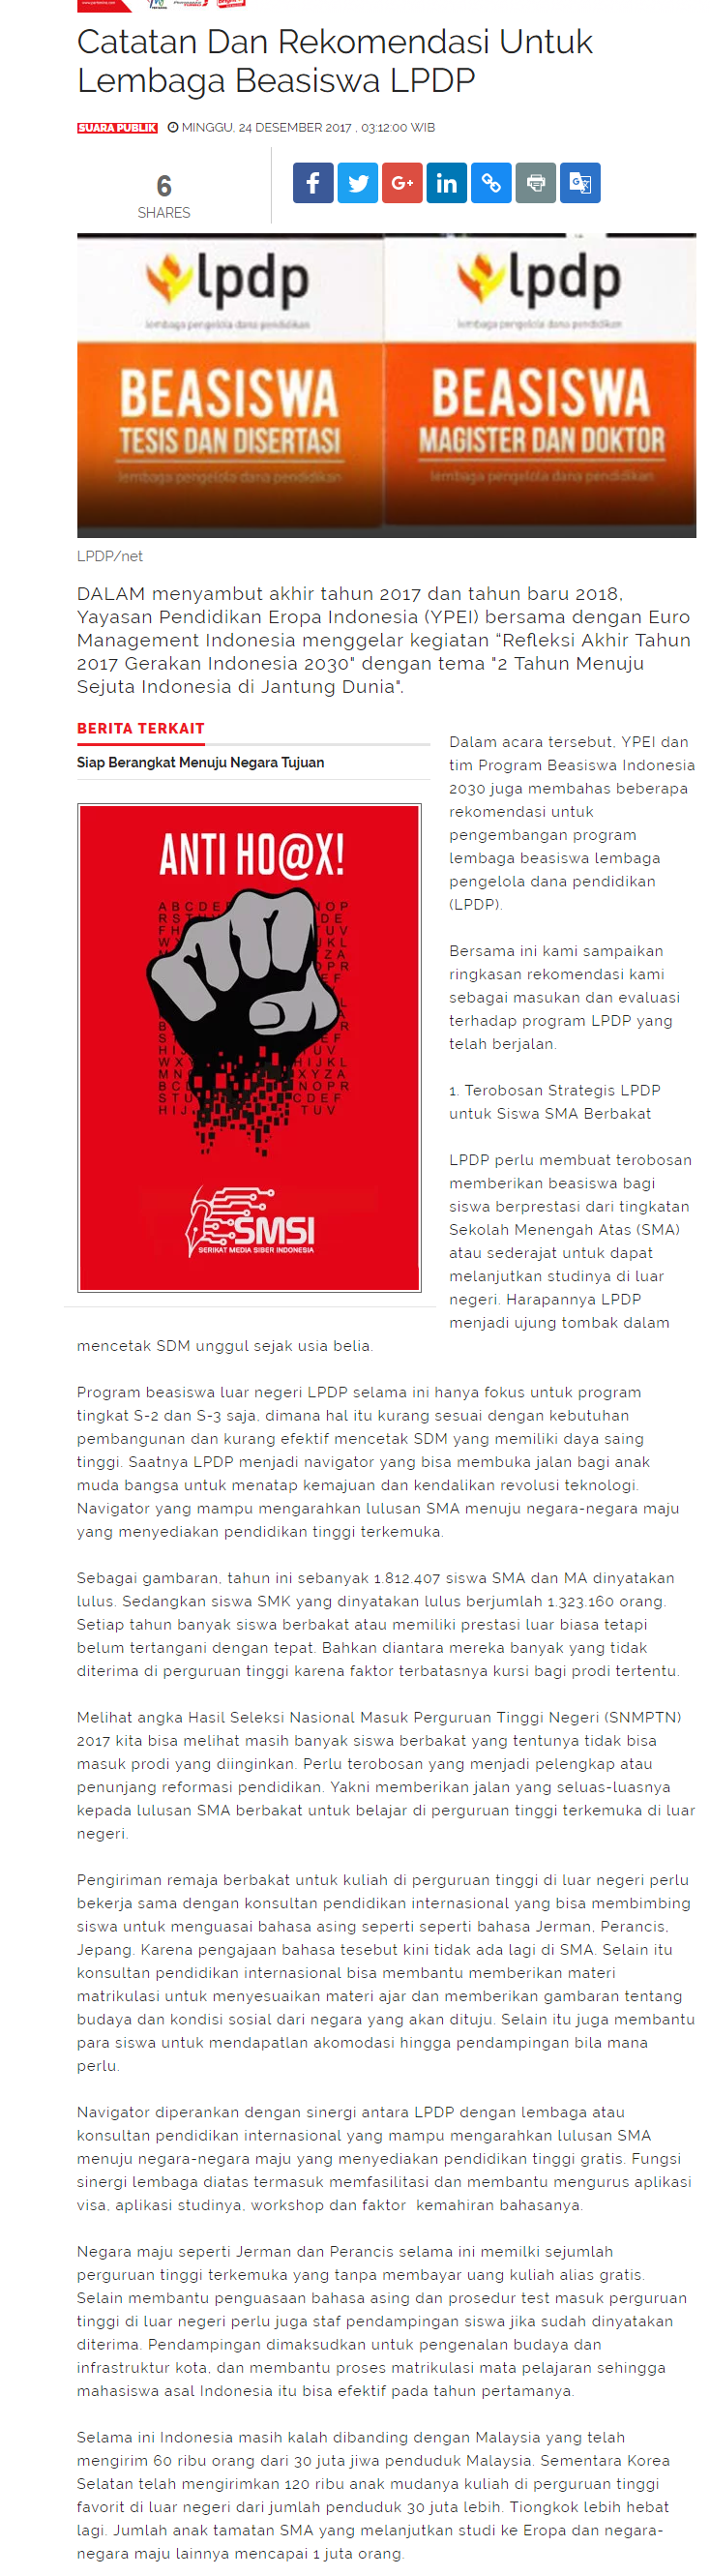 Catatan Dan Rekomendasi Untuk
Lembaga Beasiswa LPDP
SUARA PUBLIK MINGGU, 24 DESEMBER 2017 , 03:12:00 WIB
6
SHARES
lpdp
lembaga pengelola dana pendidikan
BEASISWA
TESIS DAN DISERTASI
lembaga pengelola dana pendidikan
lpdp
lembaga pengelola dana pendidikan
BEASISWA
MAGISTER DAN DOKTOR
lembaga pengelola dana pendidikan
LPDP/net
DALAM menyambut akhir tahun 2017 dan tahun baru 2018,
Yayasan Pendidikan Eropa Indonesia (YPEI) bersama dengan Euro
Management Indonesia menggelar kegiatan “Refleksi Akhir Tahun
2017 Gerakan Indonesia 2030" dengan tema "2 Tahun Menuju
Sejuta Indonesia di Jantung Dunia".
BERITA TERKAIT
Siap Berangkat Menuju Negara Tujuan
ANTI HO@X!
SMSI
SERIKAT MEDIA SIBER INDONESIA
Dalam acara tersebut, YPEI dan
tim Program Beasiswa Indonesia
2030 juga membahas beberapa
rekomendasi untuk
pengembangan program
lembaga beasiswa lembaga
pengelola dana pendidikan
(LPDP).
Bersama ini kami sampaikan
ringkasan rekomendasi kami
sebagai masukan dan evaluasi
terhadap program LPDP yang
telah berjalan.
1. Terobosan Strategis LPDP
untuk Siswa SMA Berbakat
LPDP perlu membuat terobosan
memberikan beasiswa bagi
siswa berprestasi dari tingkatan
Sekolah Menengah Atas (SMA)
atau sederajat untuk dapat
melanjutkan studinya di luar
negeri. Harapannya LPDP
menjadi ujung tombak dalam
mencetak SDM unggul sejak usia belia.
Program beasiswa luar negeri LPDP selama ini hanya fokus untuk program
tingkat S-2 dan S-3 saja, dimana hal itu kurang sesuai dengan kebutuhan
pembangunan dan kurang efektif mencetak SDM yang memiliki daya saing
tinggi. Saatnya LPDP menjadi navigator yang bisa membuka jalan bagi anak
muda bangsa untuk menatap kemajuan dan kendalikan revolusi teknologi.
Navigator yang mampu mengarahkan lulusan SMA menuju negara-negara maju
yang menyediakan pendidikan tinggi terkemuka.
Sebagai gambaran, tahun ini sebanyak 1.812.407 siswa SMA dan MA dinyatakan
lulus. Sedangkan siswa SMK yang dinyatakan lulus berjumlah 1.323.160 orang.
Setiap tahun banyak siswa berbakat atau memiliki prestasi luar biasa tetapi
belum tertangani dengan tepat. Bahkan diantara mereka banyak yang tidak
diterima di perguruan tinggi karena faktor terbatasnya kursi bagi prodi tertentu.
Melihat angka Hasil Seleksi Nasional Masuk Perguruan Tinggi Negeri (SNMPTN)
2017 kita bisa melihat masih banyak siswa berbakat yang tentunya tidak bisa
masuk prodi yang diinginkan. Perlu terobosan yang menjadi pelengkap atau
penunjang reformasi pendidikan. Yakni memberikan jalan yang seluas-luasnya
kepada lulusan SMA berbakat untuk belajar di perguruan tinggi terkemuka di luar
negeri.
Pengiriman remaja berbakat untuk kuliah di perguruan tinggi di luar negeri perlu
bekerja sama dengan konsultan pendidikan internasional yang bisa membimbing
siswa untuk menguasai bahasa asing seperti seperti bahasa Jerman, Perancis,
Jepang. Karena pengajaan bahasa tesebut kini tidak ada lagi di SMA. Selain itu
konsultan pendidikan internasional bisa membantu memberikan materi
matrikulasi untuk menyesuaikan materi ajar dan memberikan gambaran tentang
budaya dan kondisi sosial dari negara yang akan dituju. Selain itu juga membantu
para siswa untuk mendapatlan akomodasi hingga pendampingan bila mana
perlu.
Navigator diperankan dengan sinergi antara LPDP dengan lembaga atau
konsultan pendidikan internasional yang mampu mengarahkan lulusan SMA
menuju negara-negara maju yang menyediakan pendidikan tinggi gratis. Fungsi
sinergi lembaga diatas termasuk memfasilitasi dan membantu mengurus aplikasi
visa, aplikasi studinya, workshop dan faktor kemahiran bahasanya.
Negara maju seperti Jerman dan Perancis selama ini memilki sejumlah
perguruan tinggi terkemuka yang tanpa membayar uang kuliah alias gratis.
Selain membantu penguasaan bahasa asing dan prosedur test masuk perguruan
tinggi di luar negeri perlu juga staf pendampingan siswa jika sudah dinyatakan
diterima. Pendampingan dimaksudkan untuk pengenalan budaya dan
infrastruktur kota, dan membantu proses matrikulasi mata pelajaran sehingga
mahasiswa asal Indonesia itu bisa efektif pada tahun pertamanya.
Selama ini Indonesia masih kalah dibanding dengan Malaysia yang telah
mengirim 60 ribu orang dari 30 juta jiwa penduduk Malaysia. Sementara Korea
Selatan telah mengirimkan 120 ribu anak mudanya kuliah di perguruan tinggi
favorit di luar negeri dari jumlah penduduk 30 juta lebih. Tiongkok lebih hebat
lagi. Jumlah anak tamatan SMA yang melanjutkan studi ke Eropa dan negara-
negara maju lainnya mencapai 1 juta orang.